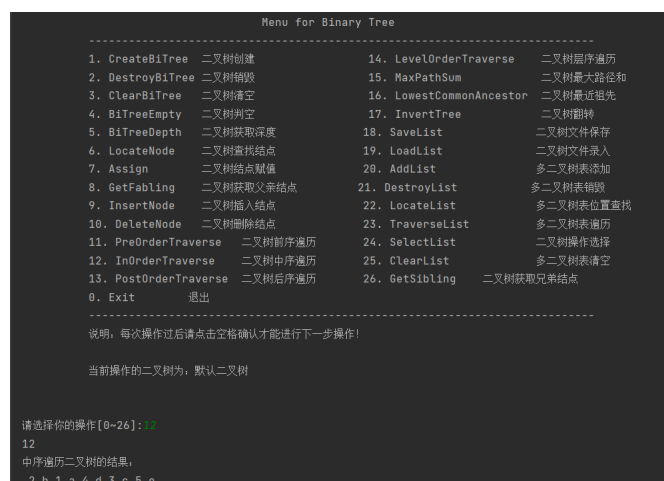 Menu for Binary Tree
--------------------------------------------------------------------------
1. CreateBiTree 二叉树创建 14. LevelOrderTraverse 二叉树层序遍历
2. DestroyBiTree 二叉树销毁 15. MaxPathSum 二叉树最大路径和
3. ClearBiTree 二叉树清空 16. LowestCommonAncestor 二叉树最近祖先
4. BiTreeEmpty 二叉树判空 17. InvertTree 二叉树翻转
5. BiTreeDepth 二叉树获取深度 18. SaveList 二叉树文件保存
6. LocateNode 二叉树查找结点 19. LoadList 二叉树文件录入
7. Assign 二叉树结点赋值 20. AddList 多二叉树表添加
8. GetFabling 二叉树获取父亲结点 21. DestroyList 多二叉树表销毁
9. InsertNode 二叉树插入结点 22. LocateList 多二叉树表位置查找
10. DeleteNode 二叉树删除结点 23. TraverseList 多二叉树表遍历
11. PreOrderTraverse 二叉树前序遍历 24. SelectList 二叉树操作选择
12. InOrderTraverse 二叉树中序遍历 25. ClearList 多二叉树表清空
13. PostOrderTraverse 二叉树后序遍历 26. GetSibling 二叉树获取兄弟结点
0. Exit 退出
--------------------------------------------------------------------------
说明：每次操作过后请点击空格确认才能进行下一步操作!
当前操作的二叉树为：默认二叉树
请选择你的操作[0~26]:12
12
中序遍历二叉树的结果：
2 b 1 a 4 d 3 c 5 e